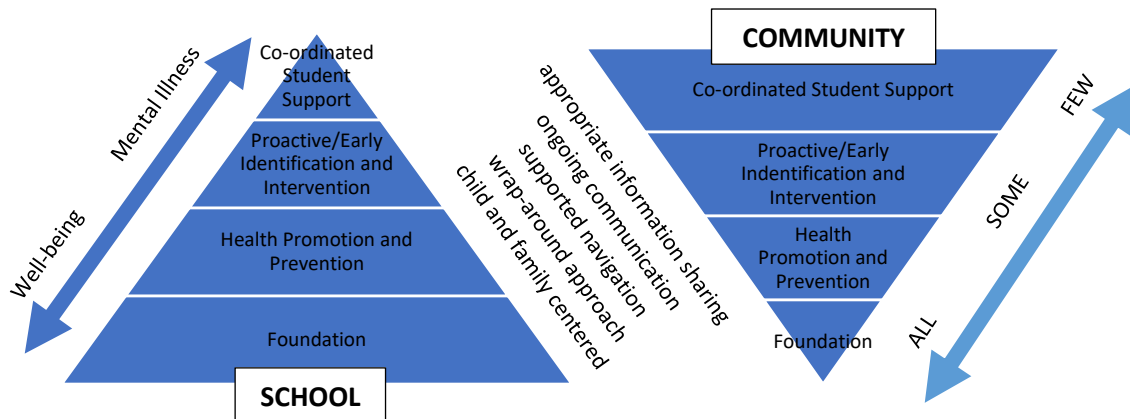 Mental Illness
Well-being
Co-ordinated
Student
Support
Proactive/Early
Identification and
Intervention
Health Promotion and
Prevention
Foundation
SCHOOL
appropriate information sharing
ongoing communication
supported navigation
wrap-around approach
child and family centered
COMMUNITY
Co-ordinated Student Support
Proactive/Early
Indentification and
Intervention
Health
Promotion and
Prevention
Foundation
FEW
SOME
ALL